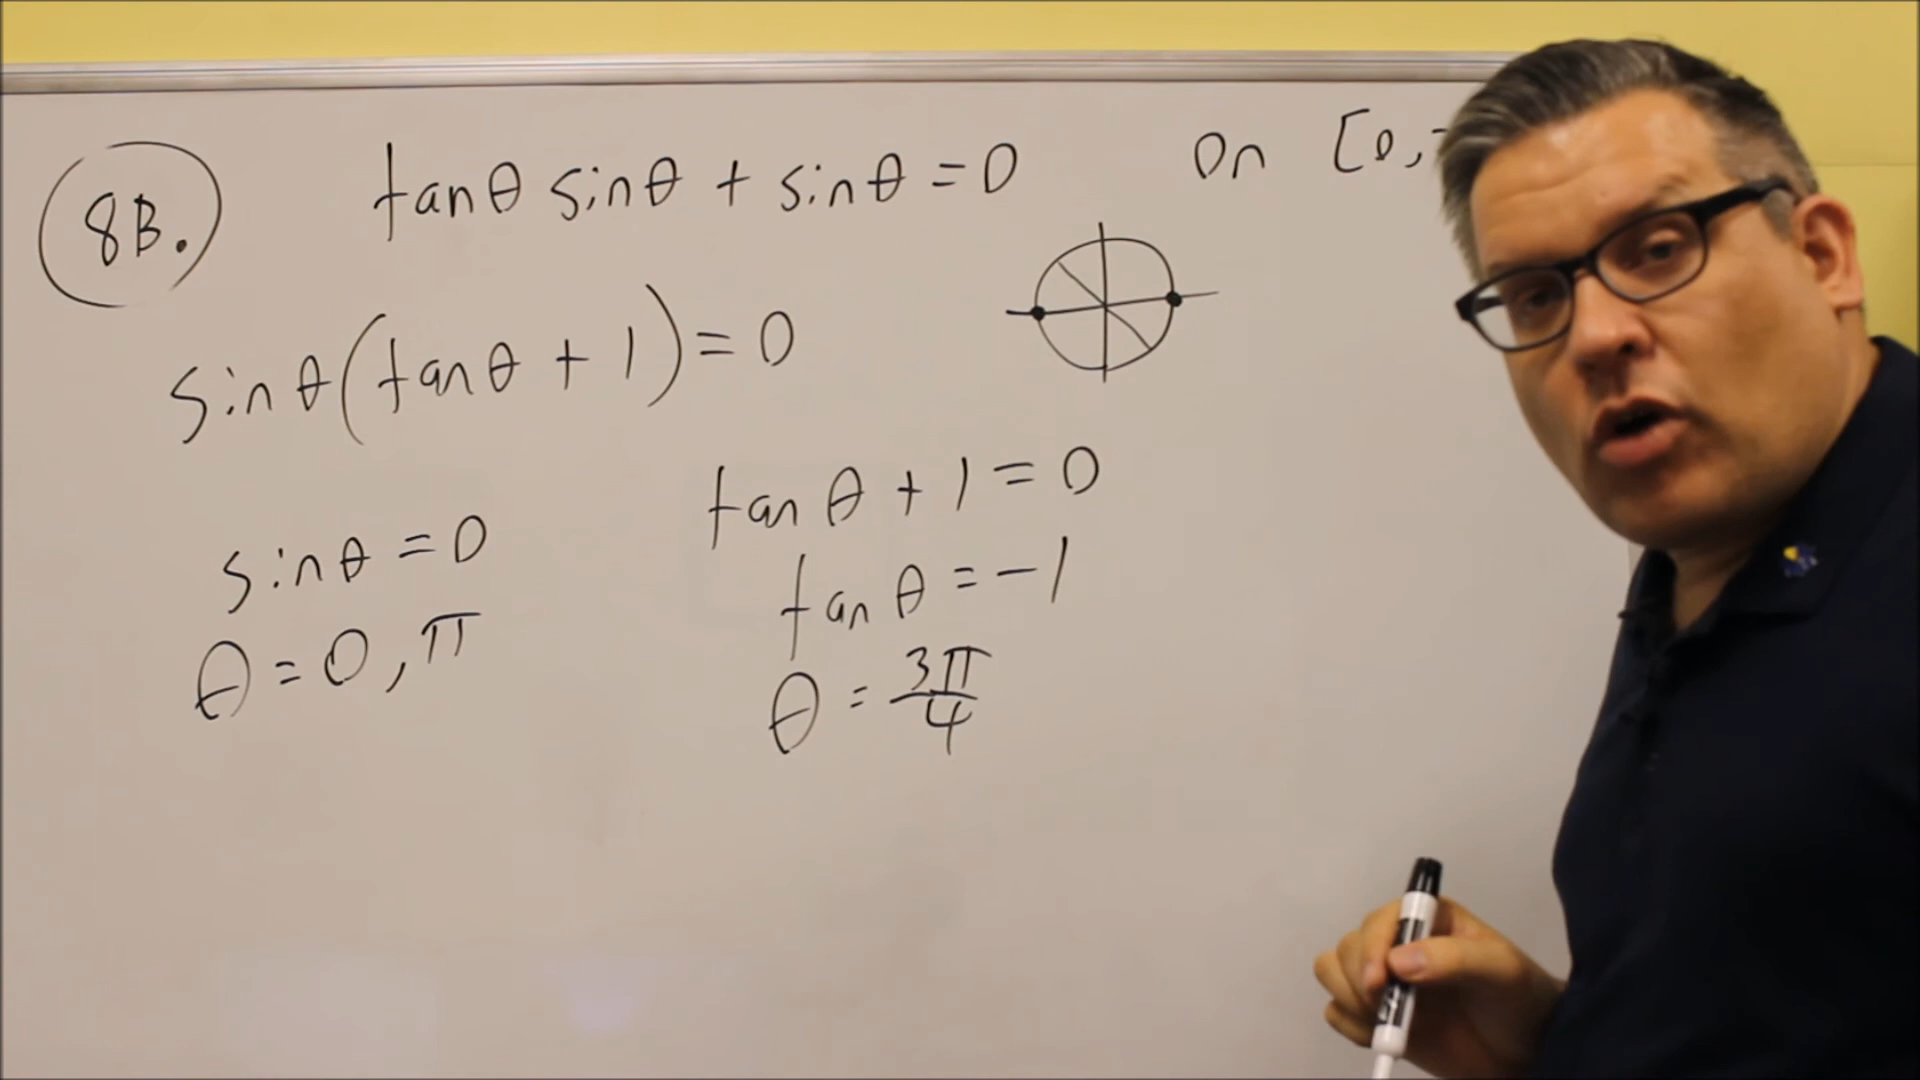 8B. tanθ sinθ + sinθ = 0 on [0,
sinθ(tanθ + 1) = 0
sinθ = 0
θ = 0, π
tanθ + 1 = 0
tanθ = -1
θ = 3π/4